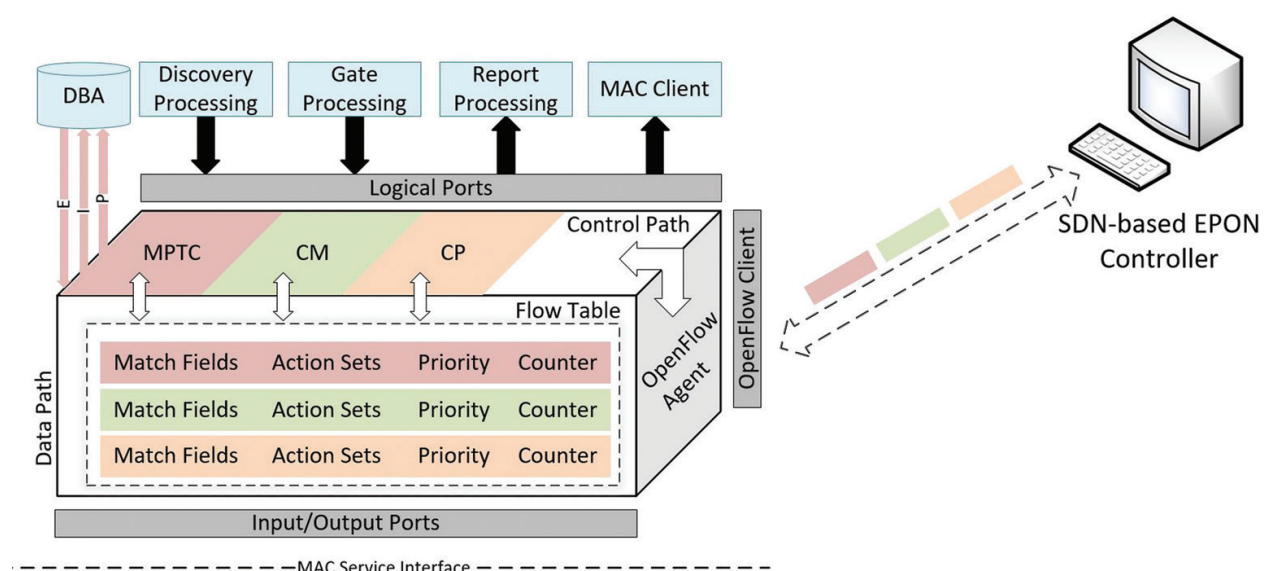 DBA
Discovery
Processing
Gate
Processing
Report
Processing
MAC Client
E
I
P
Logical Ports
MPTC
CM
CP
Control Path
OpenFlow Client
SDN-based EPON
Controller
Flow Table
Data Path
Match Fields Action Sets Priority Counter
Match Fields Action Sets Priority Counter
Match Fields Action Sets Priority Counter
OpenFlow
Agent
Input/Output Ports
MAC Service Interface